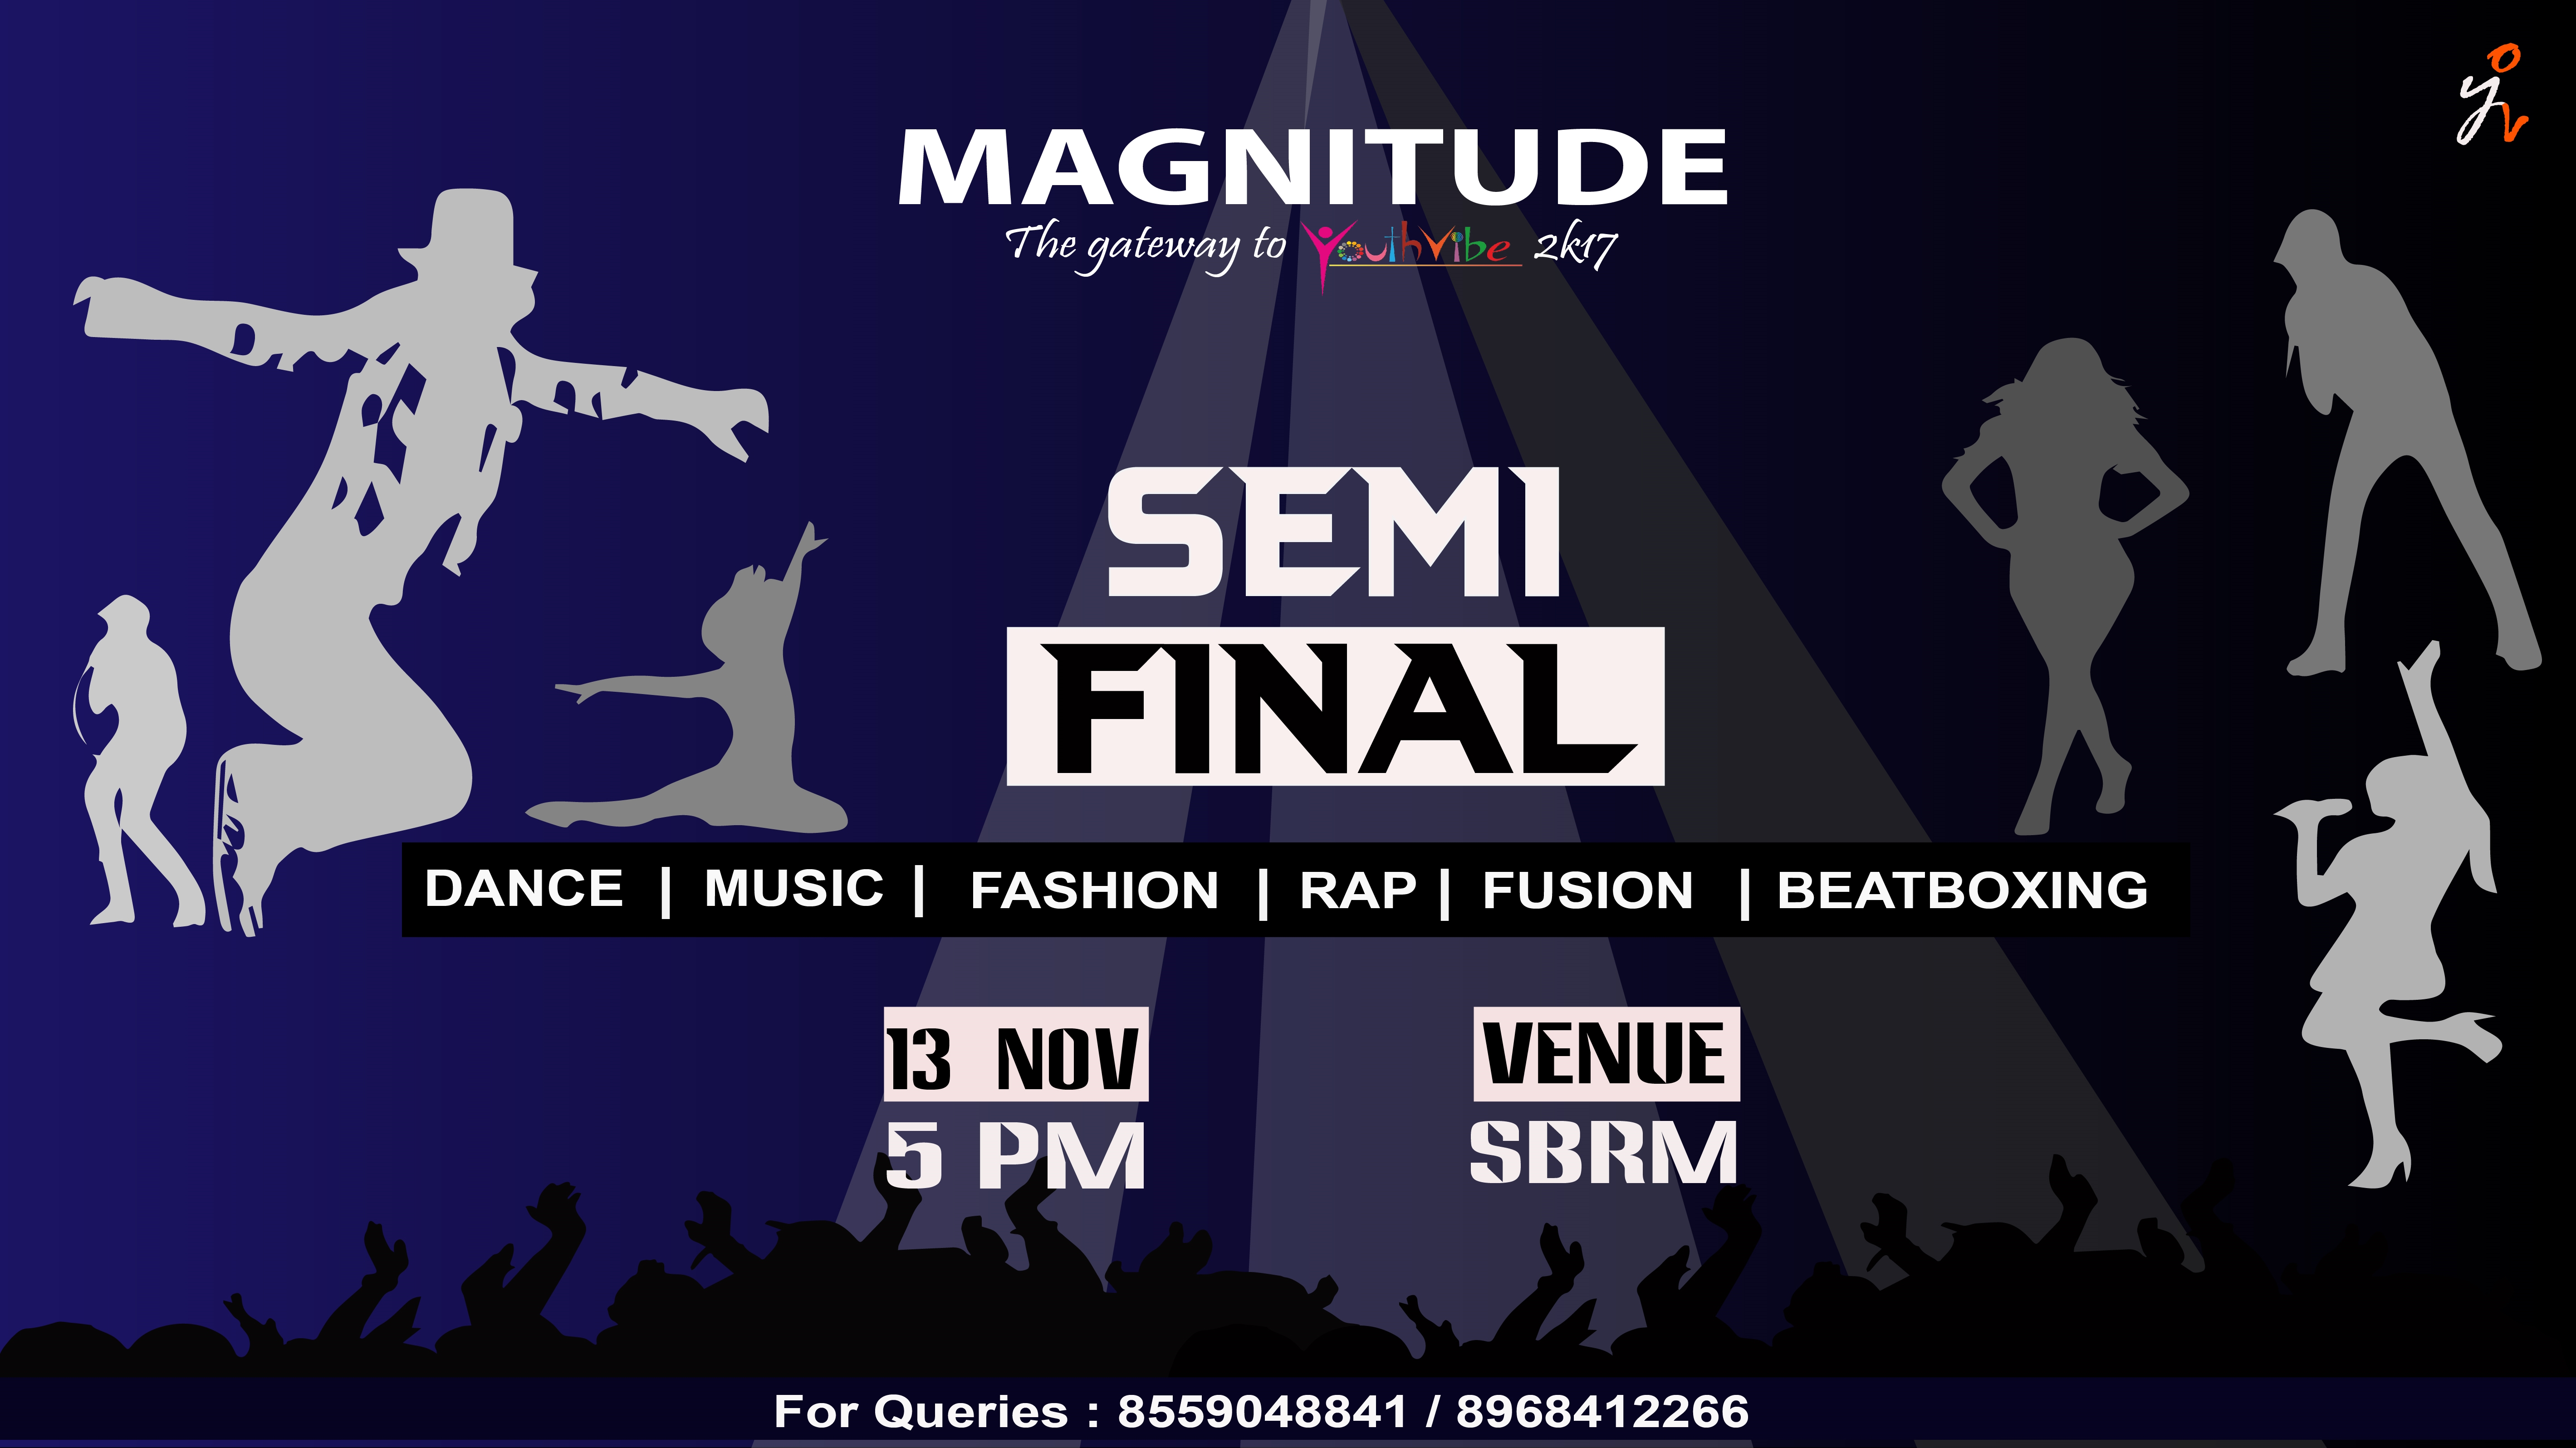 MAGNITUDE
The gateway to Youthvibe 2k17
SEMI
FINAL
DANCE | MUSIC | FASHION | RAP | FUSION | BEATBOXING
13 NOV
5 PM
VENUE
SBRM
For Queries : 8559048841 / 8968412266